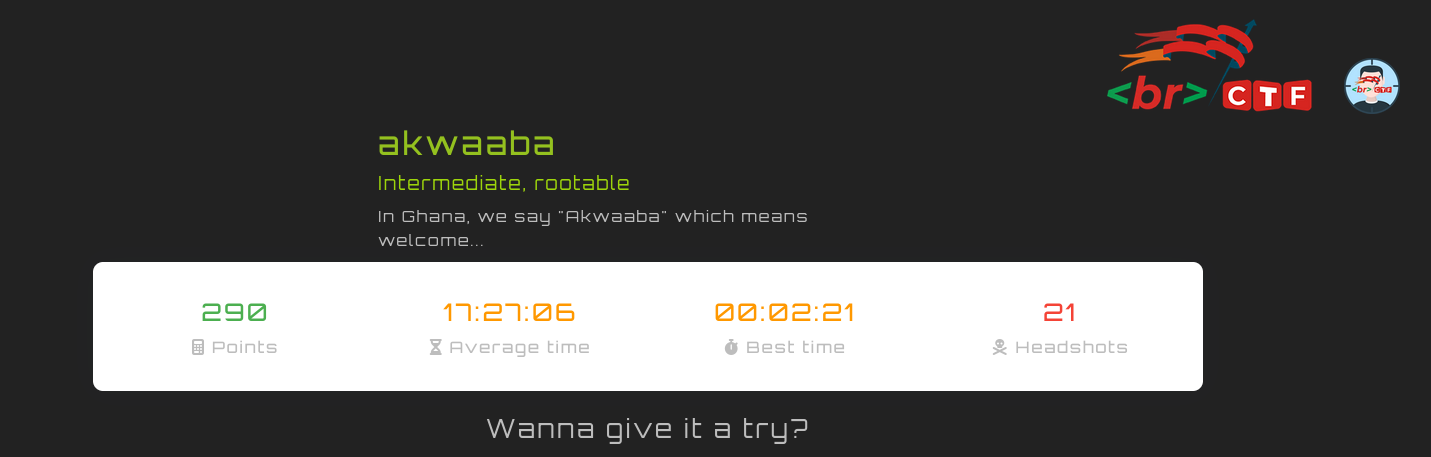 <br> CTF
<br> CTF
akwaaba
Intermediate, rootable
In Ghana, we say "Akwaaba" which means
welcome...
290 17:27:06 00:02:21 21
Points Average time Best time Headshots
Wanna give it a try?